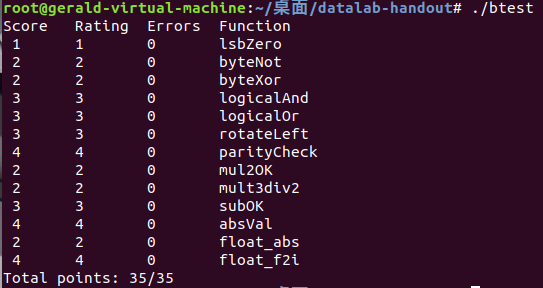 root@gerald-virtual-machine:~/桌面/datalab-handout# ./btest
Score Rating Errors Function
1 1 0 lsbZero
2 2 0 byteNot
2 2 0 byteXor
3 3 0 logicalAnd
3 3 0 logicalOr
3 3 0 rotateLeft
4 4 0 parityCheck
2 2 0 mul2OK
2 2 0 mult3div2
3 3 0 subOK
4 4 0 absVal
2 2 0 float_abs
4 4 0 float_f2i
Total points: 35/35